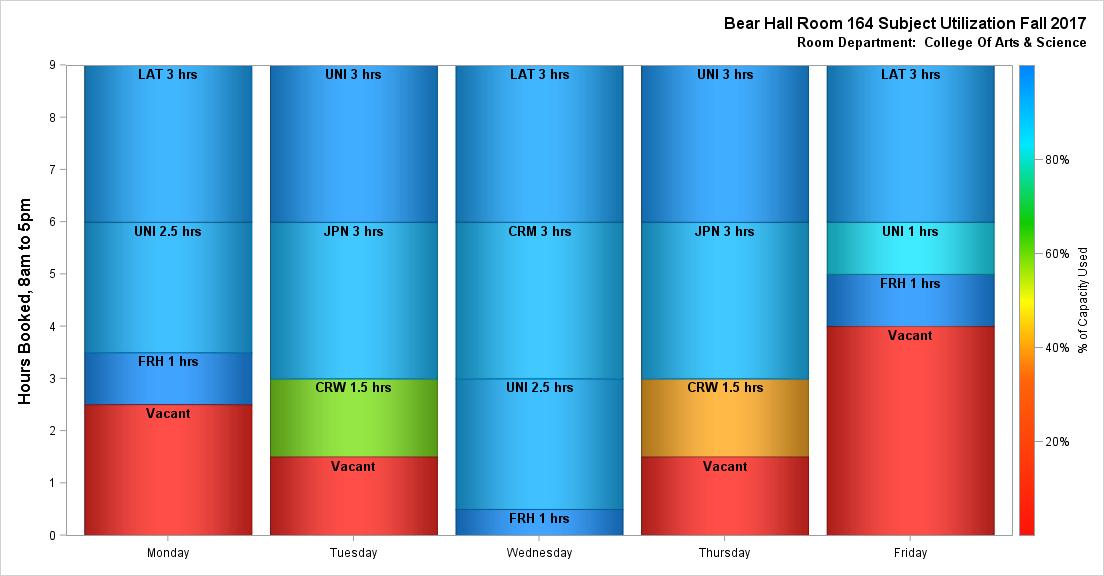 Bear Hall Room 164 Subject Utilization Fall 2017
Room Department:  College Of Arts & Science
Hours Booked, 8am to 5pm
9
8
7
6
5
4
3
2
1
0
LAT 3 hrs
UNI 2.5 hrs
FRH 1 hrs
Vacant
Monday
UNI 3 hrs
JPN 3 hrs
CRW 1.5 hrs
Vacant
Tuesday
LAT 3 hrs
CRM 3 hrs
UNI 2.5 hrs
FRH 1 hrs
Wednesday
UNI 3 hrs
JPN 3 hrs
CRW 1.5 hrs
Vacant
Thursday
LAT 3 hrs
UNI 1 hrs
FRH 1 hrs
Vacant
Friday
80%
60%
40%
20%
% of Capacity Used